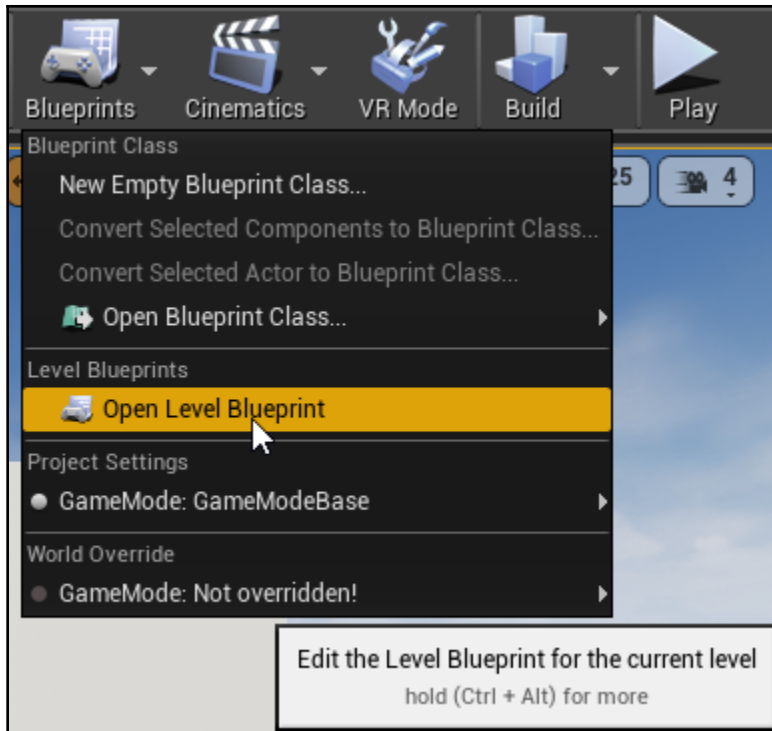 Blueprints Cinematics VR Mode Build Play
Blueprint Class
New Empty Blueprint Class...
25 4
Convert Selected Components to Blueprint Class...
Convert Selected Actor to Blueprint Class...
Open Blueprint Class...
Level Blueprints
Open Level Blueprint
Project Settings
GameMode: GameModeBase
World Override
GameMode: Not overridden!
Edit the Level Blueprint for the current level
hold (Ctrl + Alt) for more